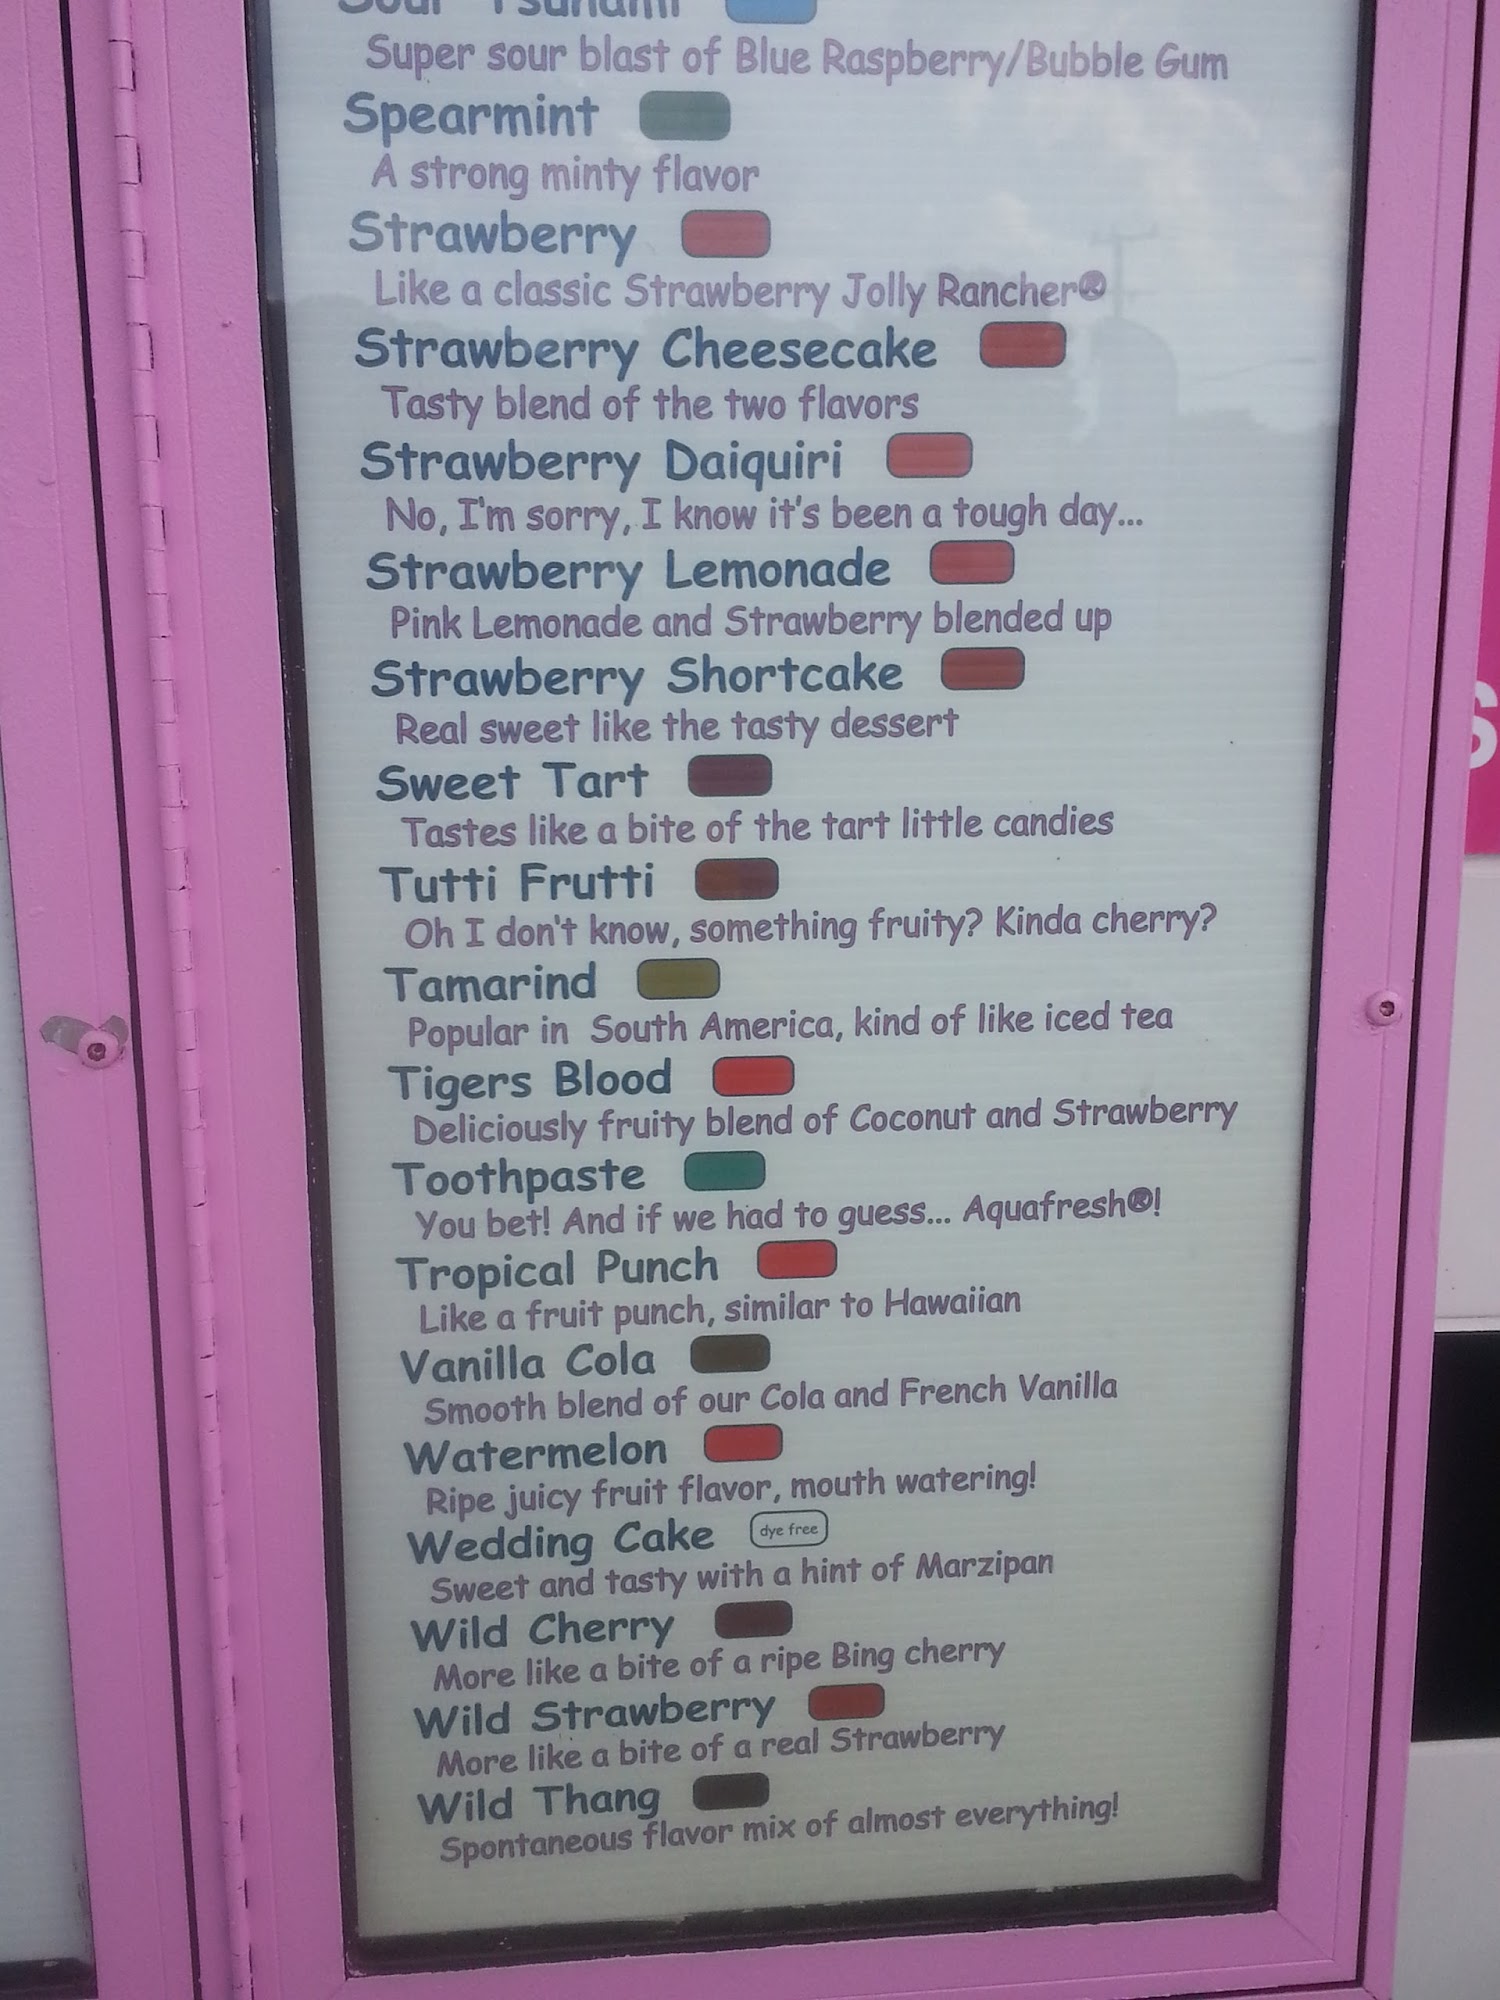 Sour Tsunami
Super sour blast of Blue Raspberry/Bubble Gum
Spearmint
A strong minty flavor
Strawberry
Like a classic Strawberry Jolly Rancher®
Strawberry Cheesecake
Tasty blend of the two flavors
Strawberry Daiquiri
No, I'm sorry, I know it's been a tough day...
Strawberry Lemonade
Pink Lemonade and Strawberry blended up
Strawberry Shortcake
Real sweet like the tasty dessert
Sweet Tart
Tastes like a bite of the tart little candies
Tutti Frutti
Oh I don't know, something fruity? Kinda cherry?
Tamarind
Popular in South America, kind of like iced tea
Tigers Blood
Deliciously fruity blend of Coconut and Strawberry
Toothpaste
You bet! And if we had to guess... Aquafresh®!
Tropical Punch
Like a fruit punch, similar to Hawaiian
Vanilla Cola
Smooth blend of our Cola and French Vanilla
Watermelon
Ripe juicy fruit flavor, mouth watering!
Wedding Cake dye free
Sweet and tasty with a hint of Marzipan
Wild Cherry
More like a bite of a ripe Bing cherry
Wild Strawberry
More like a bite of a real Strawberry
Wild Thang
Spontaneous flavor mix of almost everything!
S